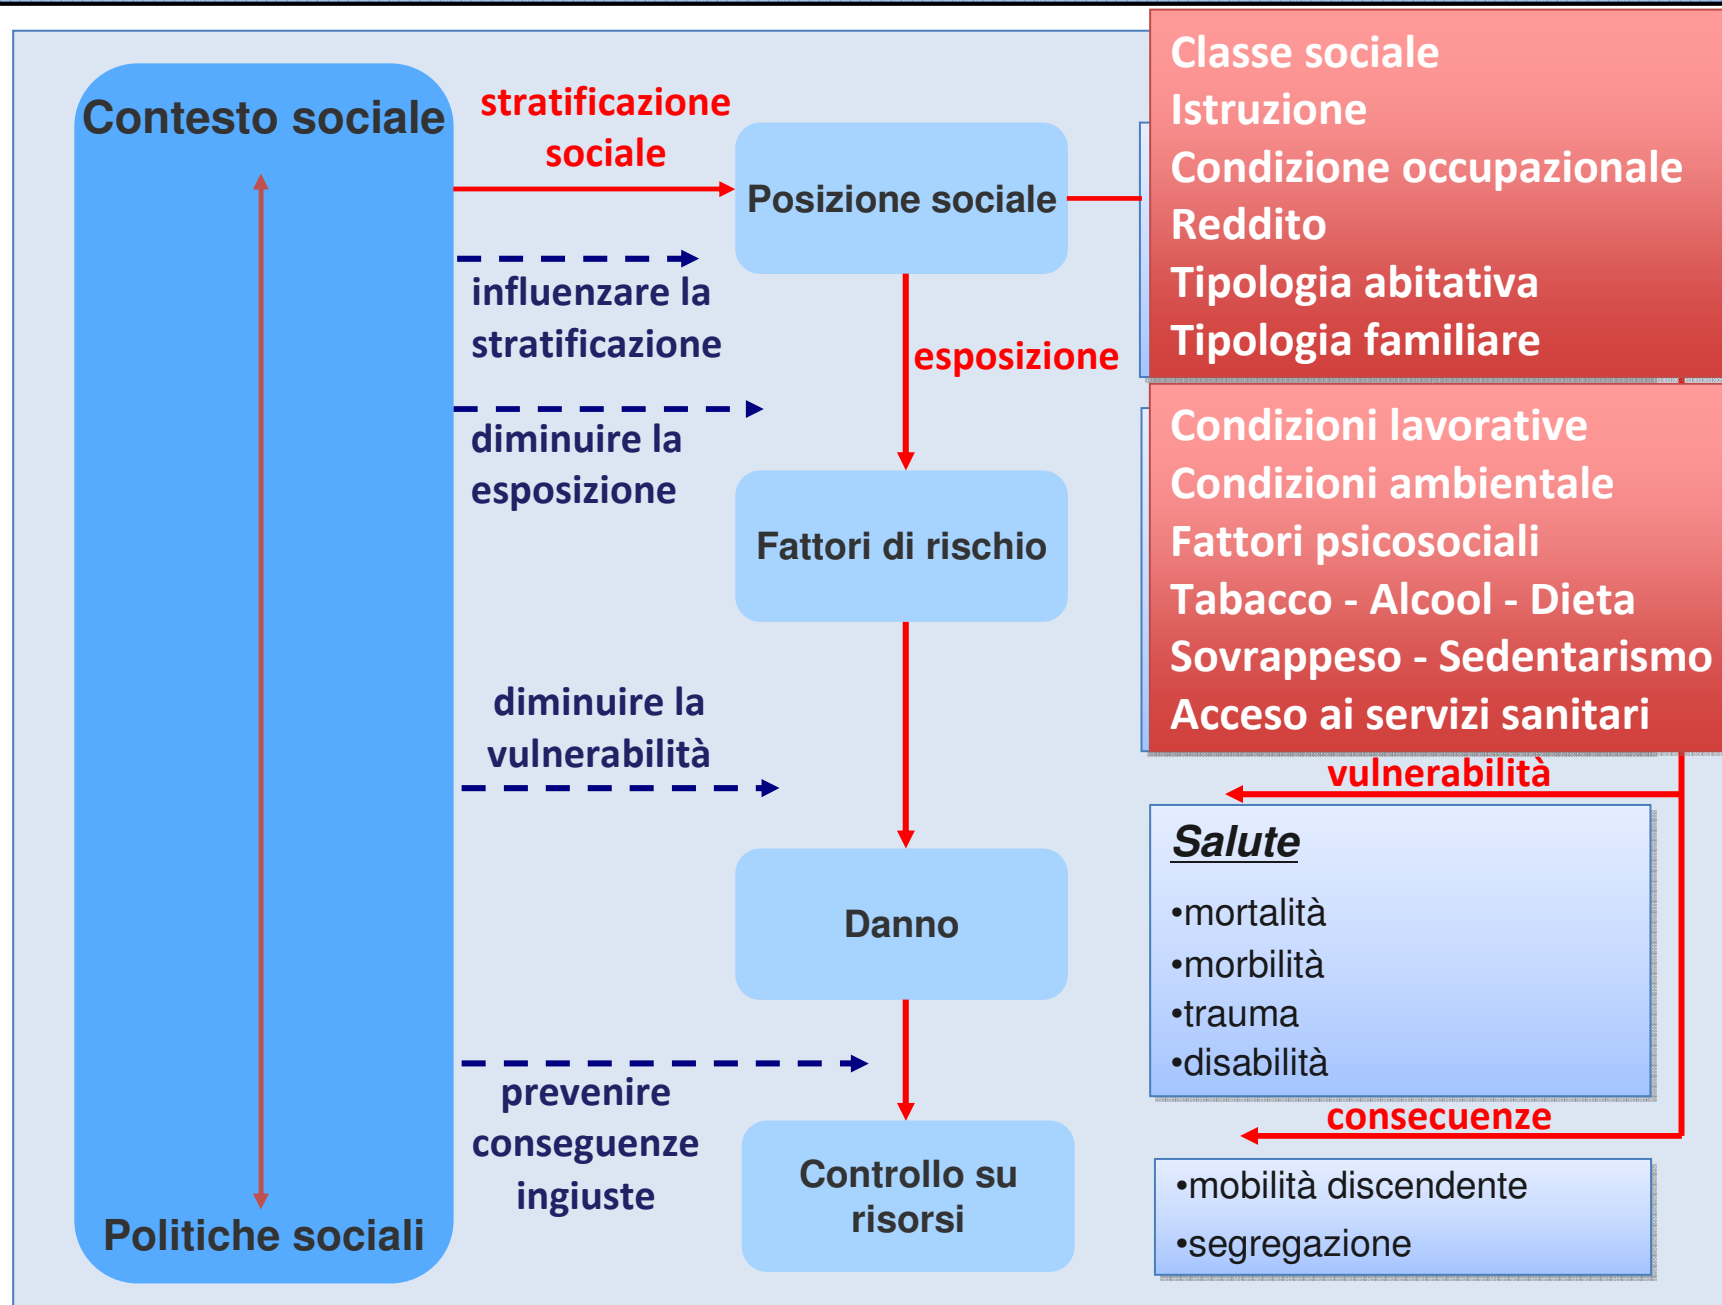 Contesto sociale
Politiche sociali
stratificazione
sociale
influenzare la
stratificazione
diminuire la
esposizione
diminuire la
vulnerabilità
prevenire
conseguenze
ingiuste
Posizione sociale
esposizione
Fattori di rischio
Danno
Controllo su
risorsi
Classe sociale
Istruzione
Condizione occupazionale
Reddito
Tipologia abitativa
Tipologia familiare
Condizioni lavorative
Condizioni ambientale
Fattori psicosociali
Tabacco - Alcool - Dieta
Sovrappeso - Sedentarismo
Acceso ai servizi sanitari
vulnerabilità
Salute
•mortalità
•morbilità
•trauma
•disabilità
consecuenze
•mobilità discendente
•segregazione